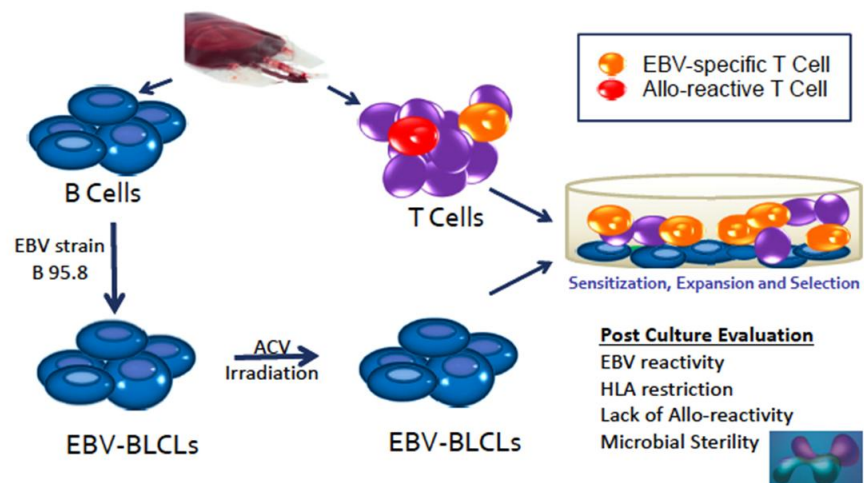 EBV-specific T Cell
Allo-reactive T Cell
B Cells
T Cells
EBV strain
B 95.8
Sensitization, Expansion and Selection
ACV
Irradiation
EBV-BLCLs
EBV-BLCLs
Post Culture Evaluation
EBV reactivity
HLA restriction
Lack of Allo-reactivity
Microbial Sterility